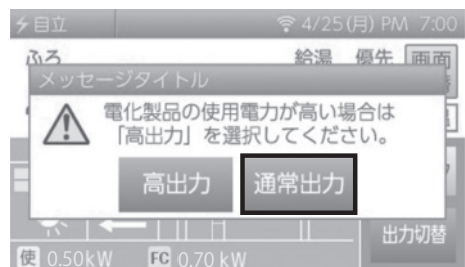 自立 4/25(月) PM 7:00
ふろ 給湯 優先 画面
メッセージタイトル
電化製品の使用電力が高い場合は
「高出力」を選択してください。
高出力 通常出力
出力切替
使 0.50kW FC 0.70 kW